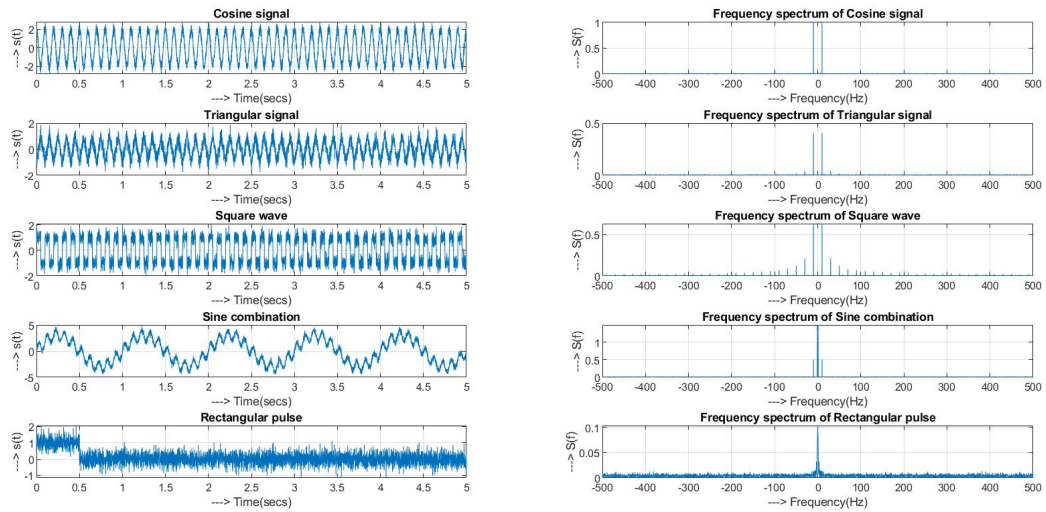 Cosine signal
---> s(t)
2
0
-2
0 0.5 1 1.5 2 2.5 3 3.5 4 4.5 5
---> Time(secs)
Frequency spectrum of Cosine signal
---> S(f)
1
0.5
0
-500 -400 -300 -200 -100 0 100 200 300 400 500
---> Frequency(Hz)
Triangular signal
---> s(t)
2
0
-2
0 0.5 1 1.5 2 2.5 3 3.5 4 4.5 5
---> Time(secs)
Frequency spectrum of Triangular signal
---> S(f)
0.5
0
-500 -400 -300 -200 -100 0 100 200 300 400 500
---> Frequency(Hz)
Square wave
---> s(t)
2
0
-2
0 0.5 1 1.5 2 2.5 3 3.5 4 4.5 5
---> Time(secs)
Frequency spectrum of Square wave
---> S(f)
0.5
0
-500 -400 -300 -200 -100 0 100 200 300 400 500
---> Frequency(Hz)
Sine combination
---> s(t)
5
0
-5
0 0.5 1 1.5 2 2.5 3 3.5 4 4.5 5
---> Time(secs)
Frequency spectrum of Sine combination
---> S(f)
1
0.5
0
-500 -400 -300 -200 -100 0 100 200 300 400 500
---> Frequency(Hz)
Rectangular pulse
---> s(t)
2
1
0
-1
0 0.5 1 1.5 2 2.5 3 3.5 4 4.5 5
---> Time(secs)
Frequency spectrum of Rectangular pulse
---> S(f)
0.1
0.05
0
-500 -400 -300 -200 -100 0 100 200 300 400 500
---> Frequency(Hz)